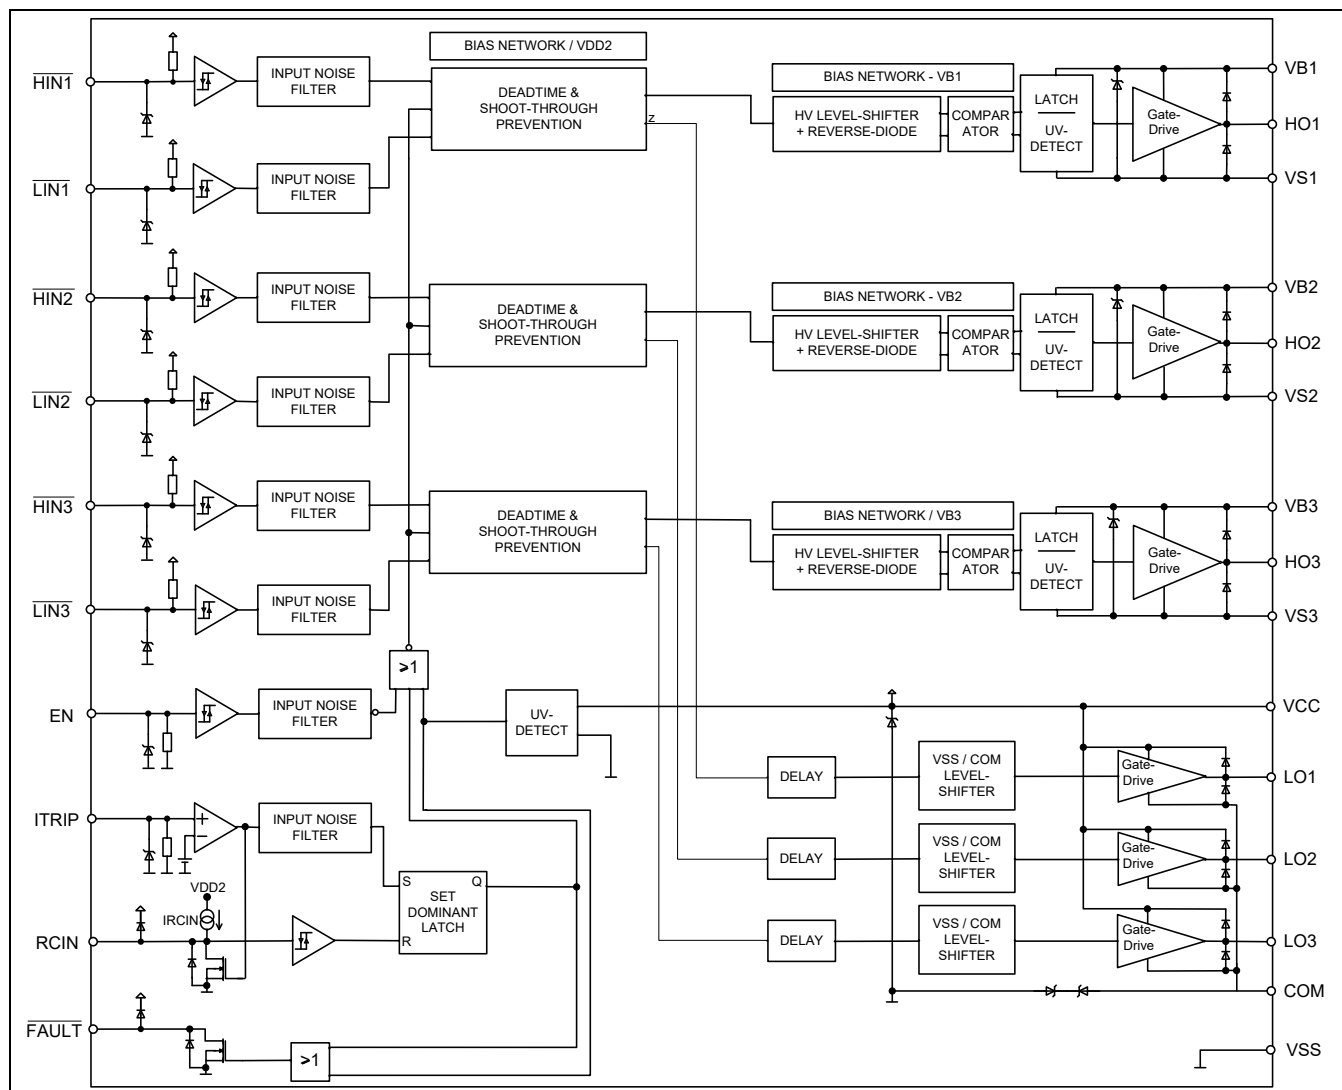 BIAS NETWORK / VDD2
HIN1
INPUT NOISE
FILTER
DEADTIME &
SHOOT-THROUGH
PREVENTION
z
BIAS NETWORK - VB1
HV LEVEL-SHIFTER
+ REVERSE-DIODE
COMPAR
ATOR
LATCH
UV-
DETECT
Gate-
Drive
VB1
HO1
VS1
LIN1
INPUT NOISE
FILTER
HIN2
INPUT NOISE
FILTER
DEADTIME &
SHOOT-THROUGH
PREVENTION
BIAS NETWORK - VB2
HV LEVEL-SHIFTER
+ REVERSE-DIODE
COMPAR
ATOR
LATCH
UV-
DETECT
Gate-
Drive
VB2
HO2
VS2
LIN2
INPUT NOISE
FILTER
HIN3
INPUT NOISE
FILTER
DEADTIME &
SHOOT-THROUGH
PREVENTION
BIAS NETWORK / VB3
HV LEVEL-SHIFTER
+ REVERSE-DIODE
COMPAR
ATOR
LATCH
UV-
DETECT
Gate-
Drive
VB3
HO3
VS3
LIN3
INPUT NOISE
FILTER
>1
EN
INPUT NOISE
FILTER
UV-
DETECT
VCC
DELAY
VSS / COM
LEVEL-
SHIFTER
Gate-
Drive
LO1
ITRIP
+
−
INPUT NOISE
FILTER
DELAY
VSS / COM
LEVEL-
SHIFTER
Gate-
Drive
LO2
VDD2
IRCIN
S
Q
SET
DOMINANT
LATCH
R
RCIN
DELAY
VSS / COM
LEVEL-
SHIFTER
Gate-
Drive
LO3
COM
FAULT
>1
VSS